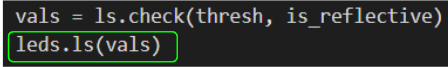 vals = ls.check(thresh, is_reflective)
leds.ls(vals)